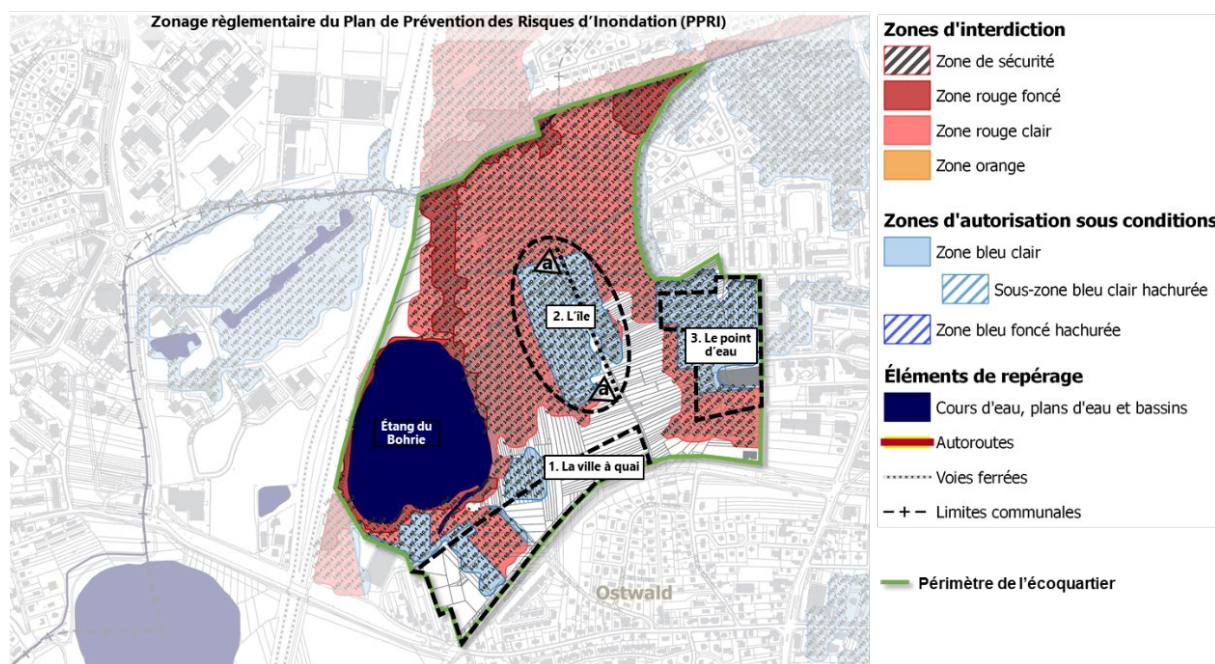 Zonage règlementaire du Plan de Prévention des Risques d'Inondation (PPRI)
a
2. L'île
3. Le point
d'eau
a
Étang du
Bohrie
1. La ville à quai
Ostwald
Zones d'interdiction
Zone de sécurité
Zone rouge foncé
Zone rouge clair
Zone orange
Zones d'autorisation sous conditions
Zone bleu clair
Sous-zone bleu clair hachurée
Zone bleu foncé hachurée
Éléments de repérage
Cours d'eau, plans d'eau et bassins
Autoroutes
Voies ferrées
Limites communales
Périmètre de l'écoquartier